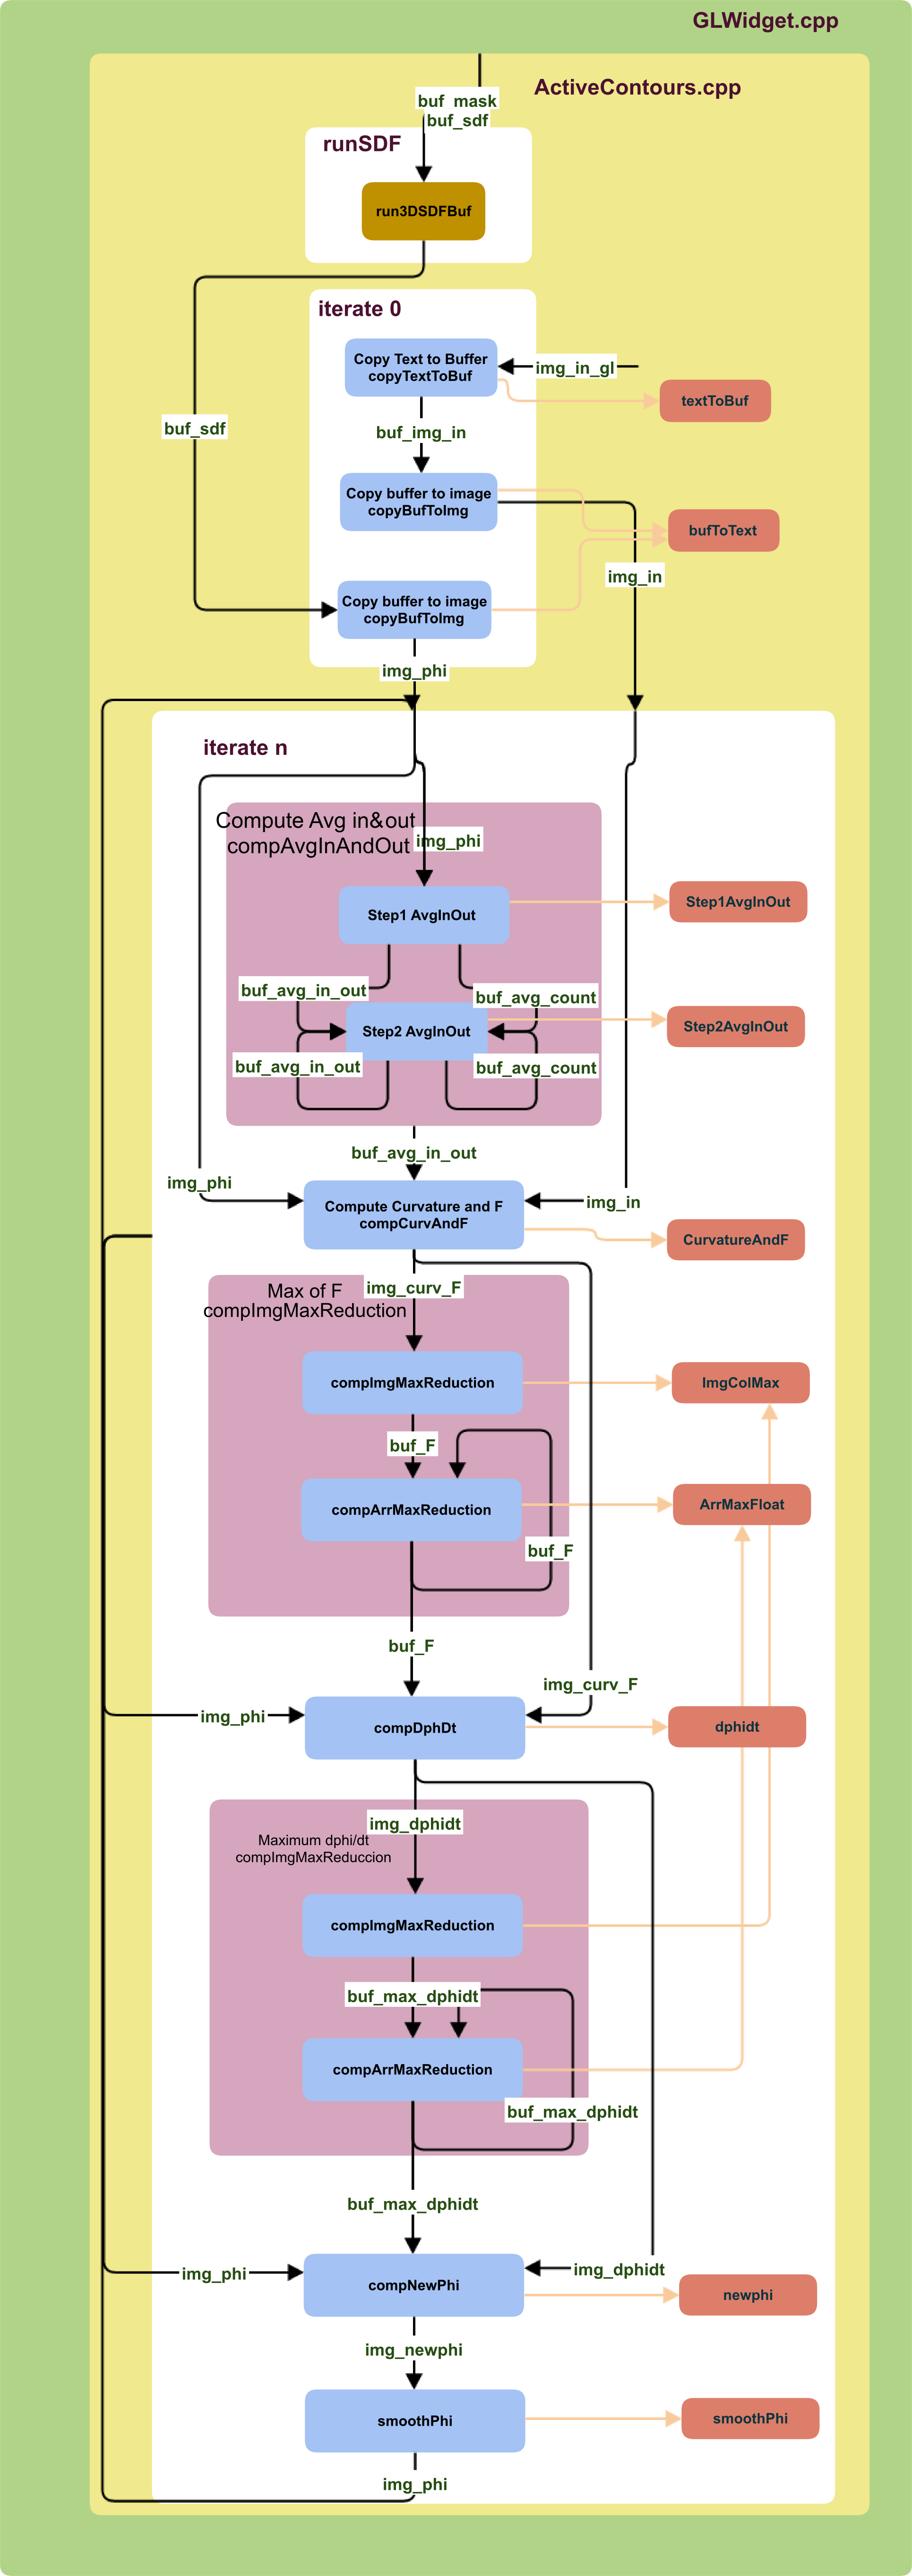 GLWidget.cpp
ActiveContours.cpp
buf_mask
buf_sdf
runSDF
run3DSDFBuf
iterate 0
Copy Text to Buffer
copyTextToBuf
img_in_gl
textToBuf
buf_sdf
buf_img_in
Copy buffer to image
copyBufToImg
bufToText
img_in
Copy buffer to image
copyBufToImg
img_phi
iterate n
Compute Avg in&out
compAvgInAndOut
img_phi
Step1 AvgInOut
Step1AvgInOut
buf_avg_in_out
buf_avg_count
Step2 AvgInOut
Step2AvgInOut
buf_avg_in_out
buf_avg_count
buf_avg_in_out
img_phi
img_in
Compute Curvature and F
compCurvAndF
CurvatureAndF
img_curv_F
Max of F
compImgMaxReduction
compImgMaxReduction
ImgColMax
buf_F
compArrMaxReduction
ArrMaxFloat
buf_F
buf_F
img_curv_F
img_phi
compDphDt
dphidt
img_dphidt
Maximum dphi/dt
compImgMaxReduccion
compImgMaxReduction
buf_max_dphidt
compArrMaxReduction
buf_max_dphidt
buf_max_dphidt
img_phi
img_dphidt
compNewPhi
newphi
img_newphi
smoothPhi
smoothPhi
img_phi